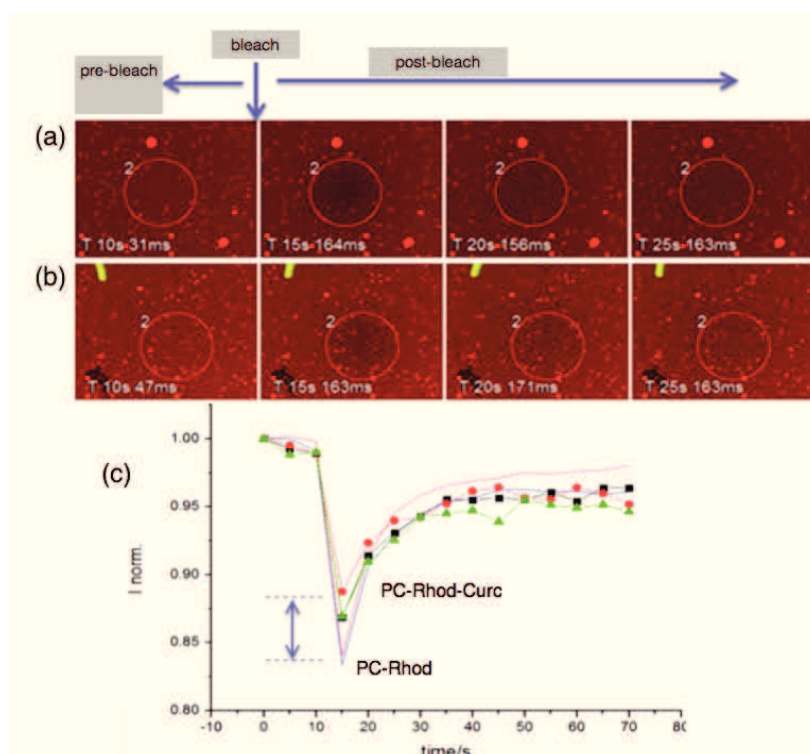 bleach
pre-bleach
post-bleach
(a)
2
2
2
2
T 10s 31ms
T 15s 164ms
T 20s 156ms
T 25s 163ms
(b)
2
2
2
2
T 10s 47ms
T 15s 163ms
T 20s 171ms
T 25s 163ms
(c)
1.00
0.95
0.90
0.85
0.80
I norm.
PC-Rhod-Curc
PC-Rhod
-10
0
10
20
30
40
50
60
70
80
time/s